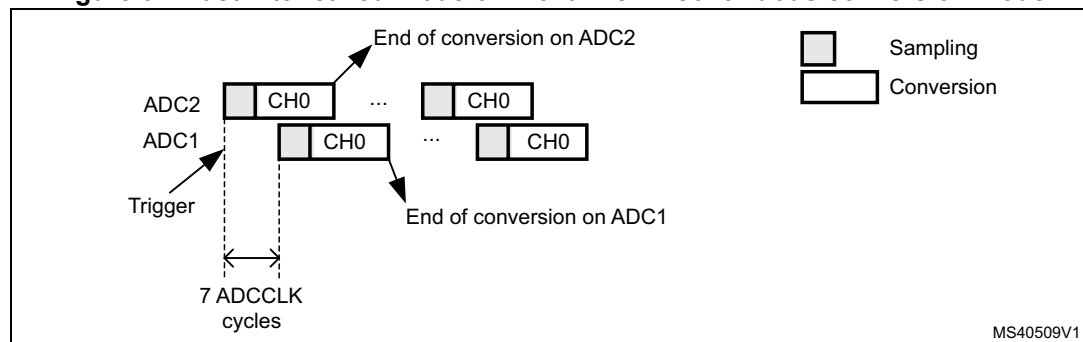 End of conversion on ADC2
Sampling
Conversion
ADC2
CH0
...
CH0
ADC1
CH0
...
CH0
Trigger
End of conversion on ADC1
7 ADCCLK
cycles
MS40509V1